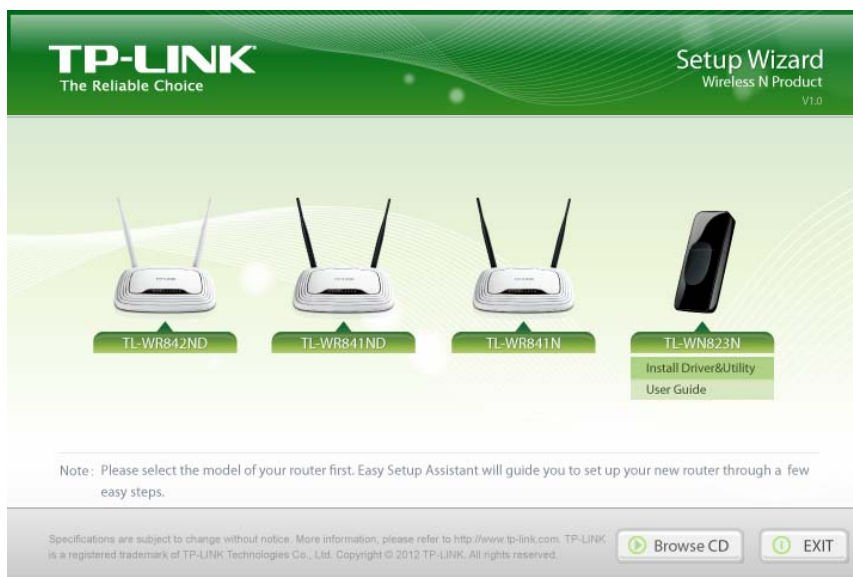 TP-LINK
The Reliable Choice
Setup Wizard
Wireless N Product
V1.0
TL-WR842ND
TL-WR841ND
TL-WR841N
TL-WN823N
Install Driver&Utility
User Guide
Note: Please select the model of your router first. Easy Setup Assistant will guide you to set up your new router through a few
easy steps.
Specifications are subject to change without notice. More information, please refer to http://www.tp-link.com. TP-LINK
is a registered trademark of TP-LINK Technologies Co., Ltd. Copyright © 2012 TP-LINK. All rights reserved.
Browse CD
EXIT